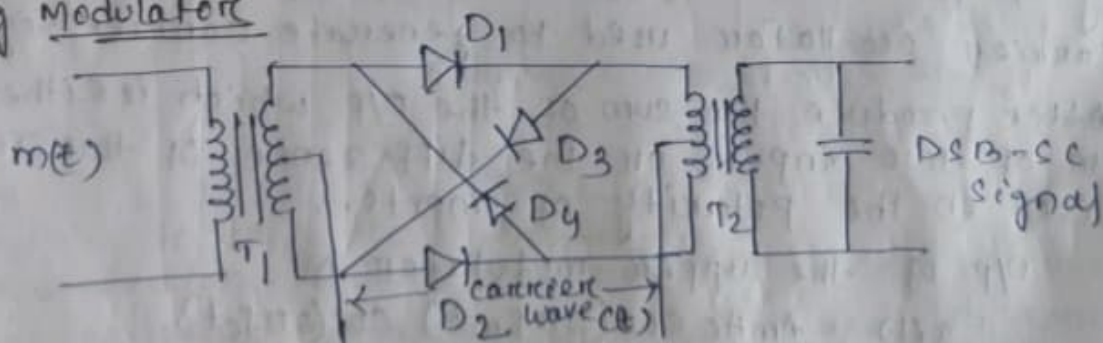 g Modulator
D1
m(t)
D3
DSB-SC
signal
D4
T1
T2
carrier
D2 wave c(t)